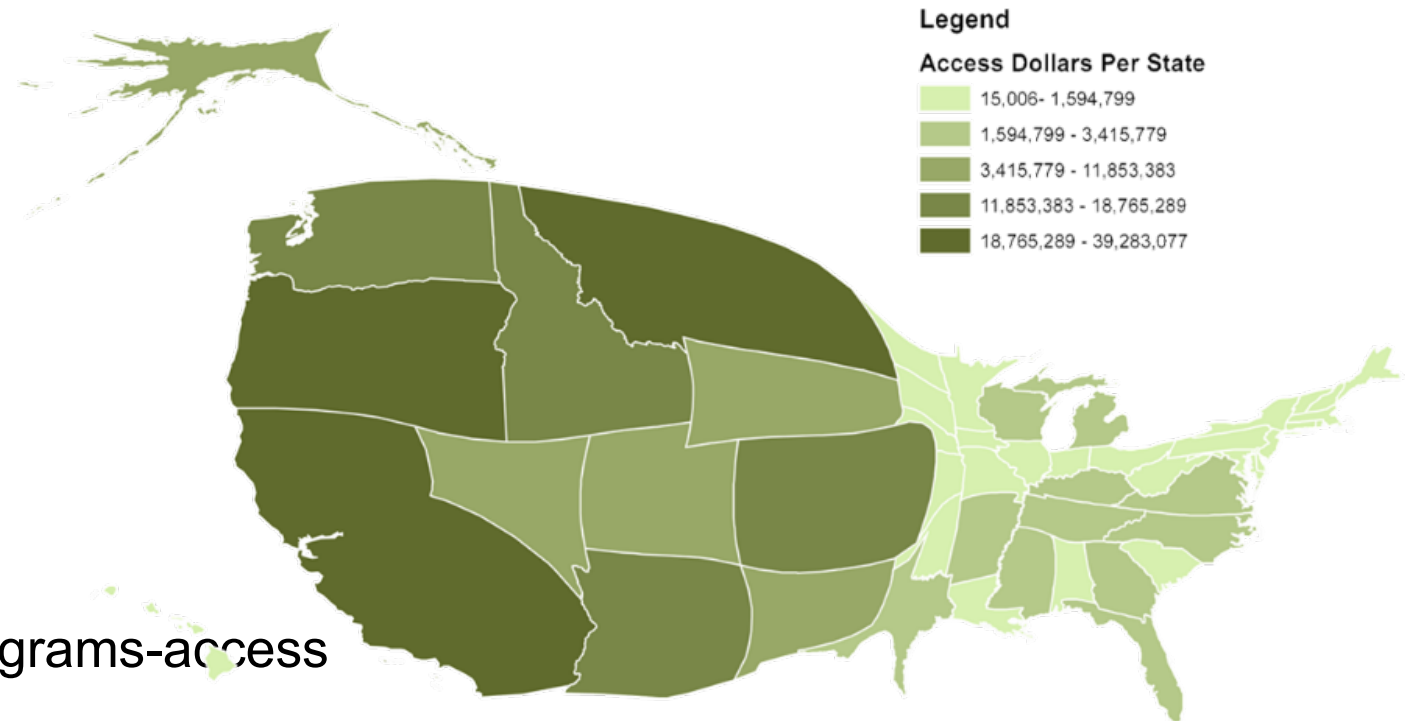 Legend
Access Dollars Per State
15,006- 1,594,799
1,594,799 - 3,415,779
3,415,779 - 11,853,383
11,853,383 - 18,765,289
18,765,289 - 39,283,077
grams-access